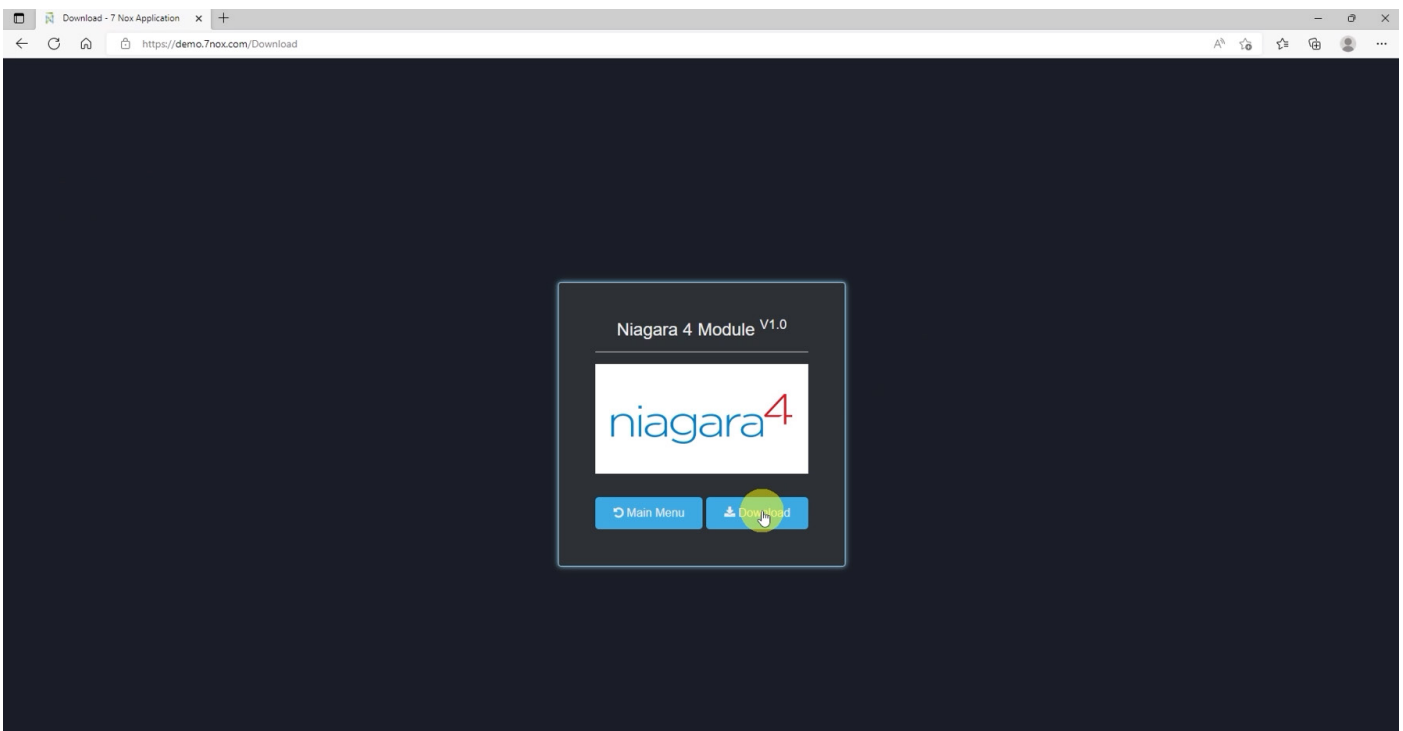 Download - 7 Nox Application
https://demo.7nox.com/Download
Niagara 4 Module V1.0
niagara4
Main Menu
Download